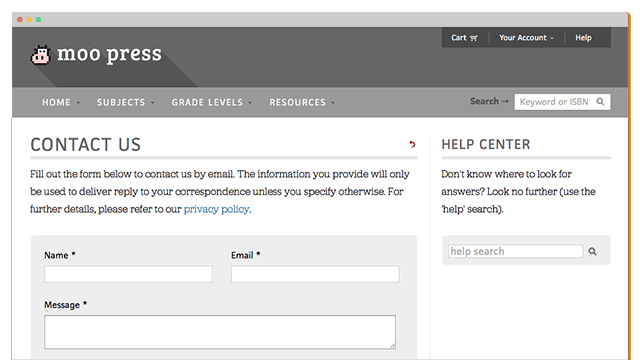 Cart
Your Account
Help
moo press
HOME
SUBJECTS
GRADE LEVELS
RESOURCES
Search →
Keyword or ISBN
CONTACT US
Fill out the form below to contact us by email. The information you provide will only
be used to deliver reply to your correspondence unless you specify otherwise. For
further details, please refer to our privacy policy.
Name *
Email *
Message *
HELP CENTER
Don't know where to look for
answers? Look no further (use the
'help' search).
help search